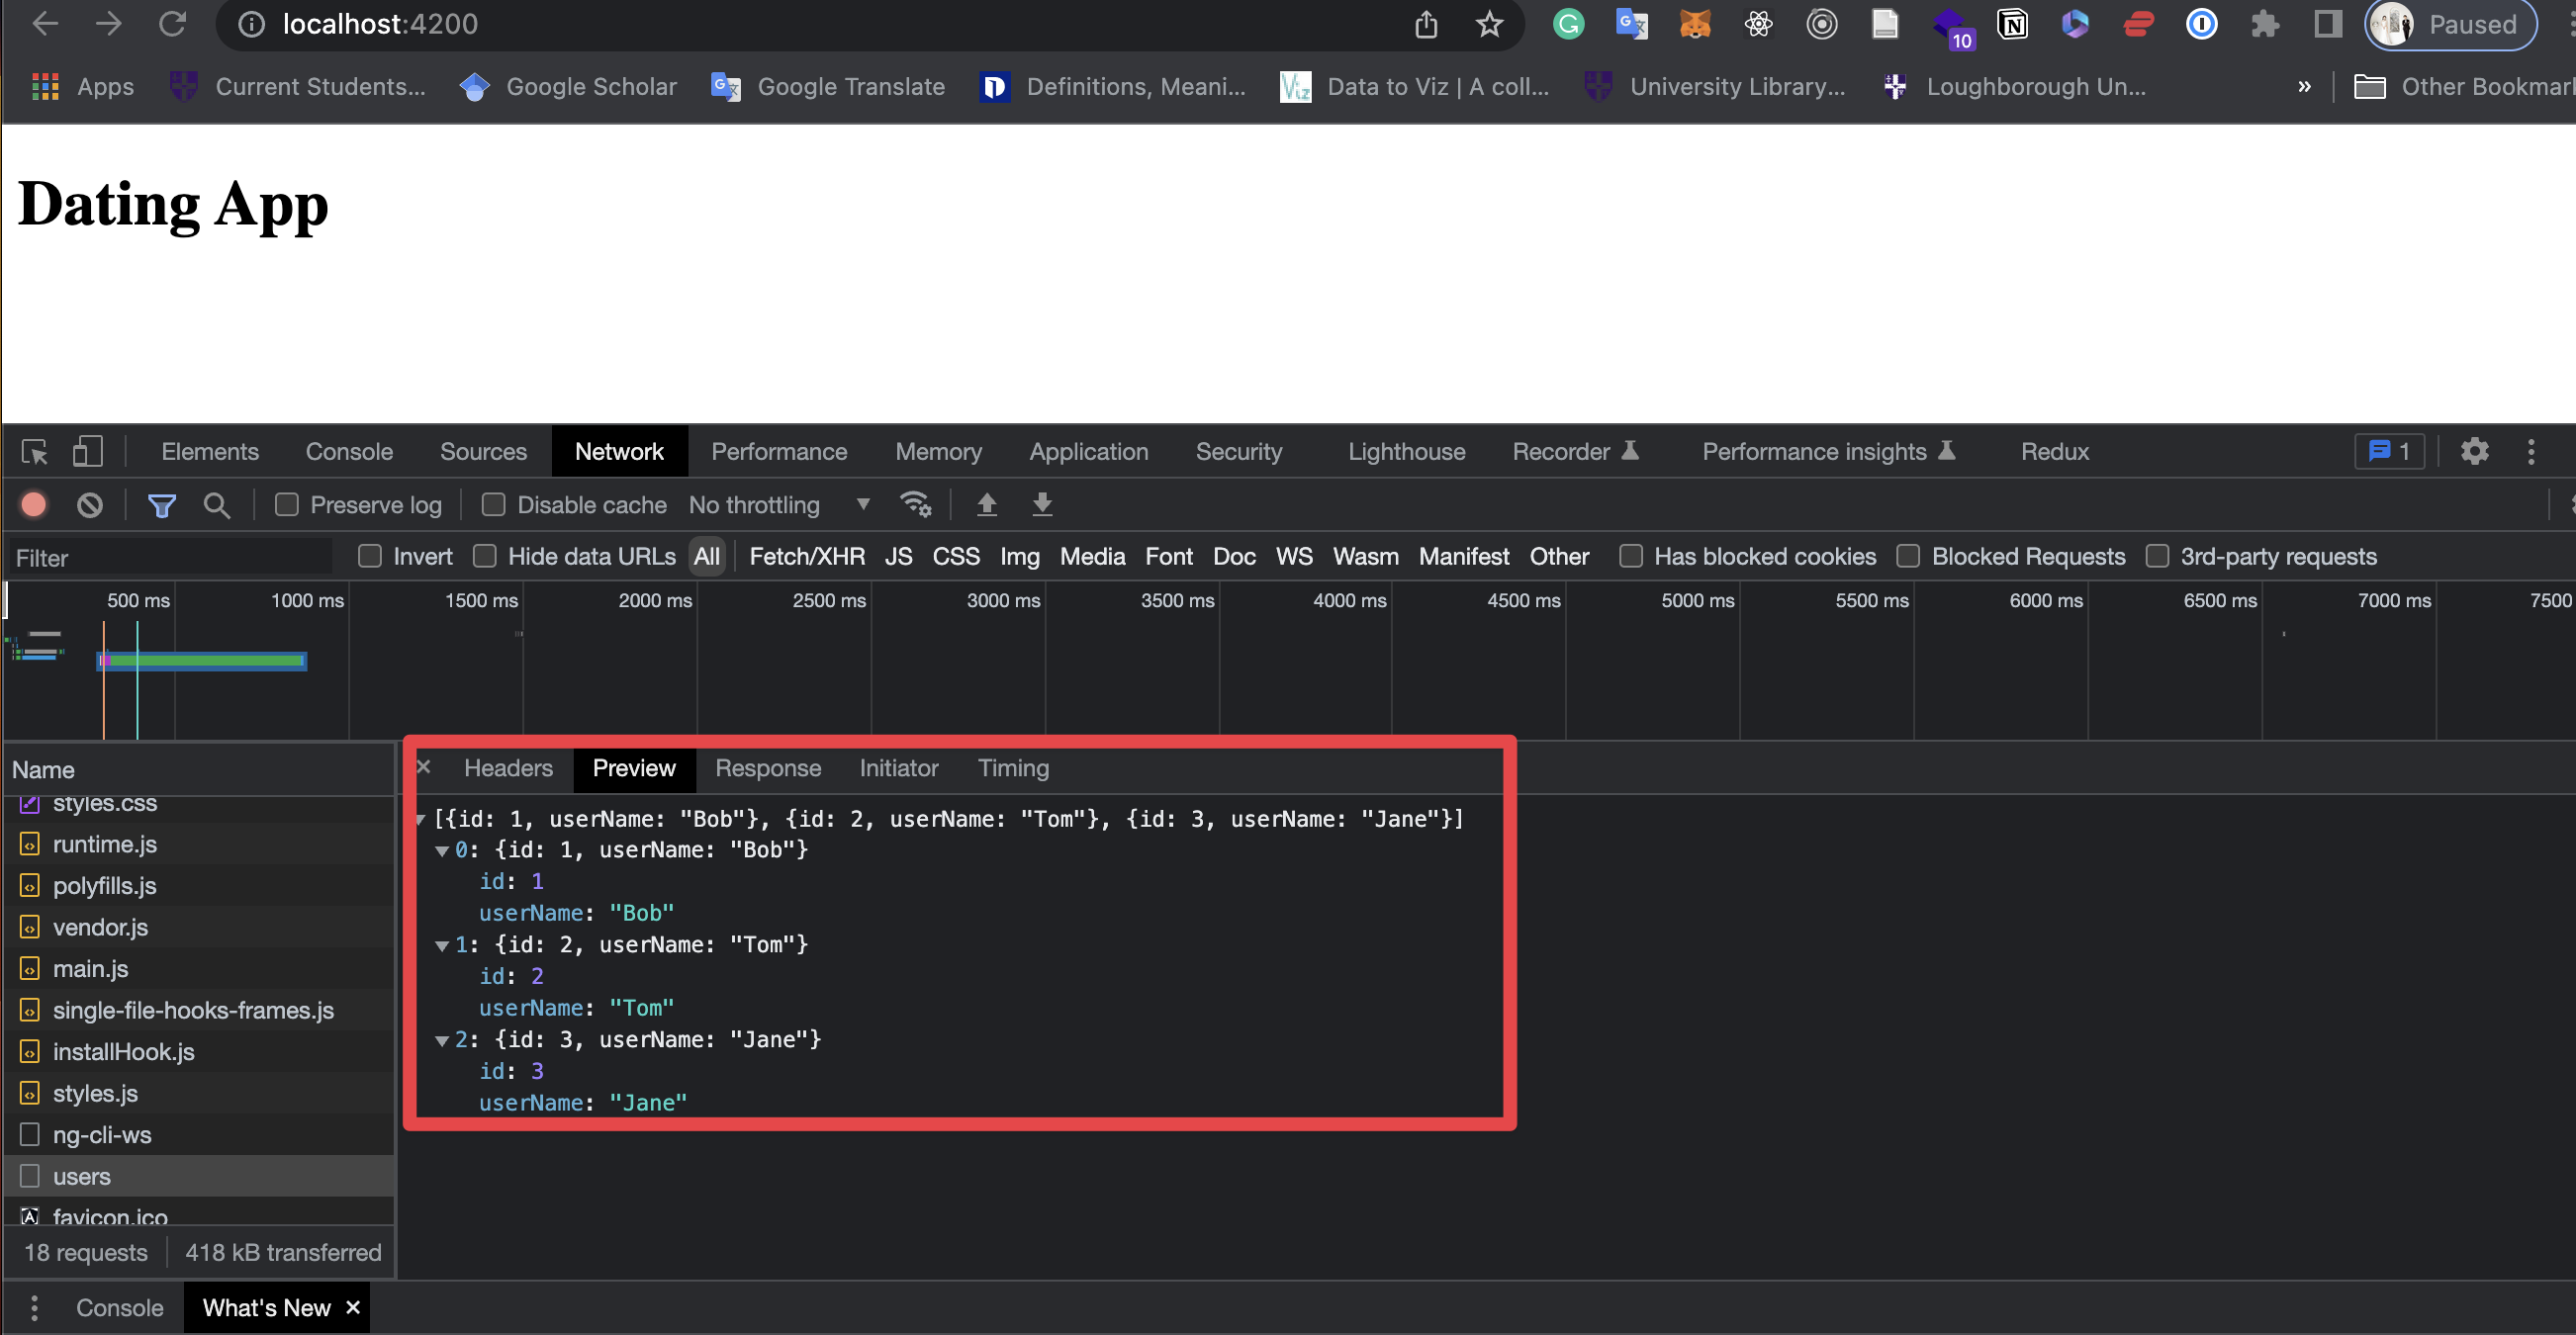 localhost:4200
10
Paused
Apps Current Students... Google Scholar Google Translate Definitions, Meani... Data to Viz | A coll... University Library... Loughborough Un... » Other Bookmar
Dating App
Elements Console Sources Network Performance Memory Application Security Lighthouse Recorder Performance insights Redux 1
Preserve log Disable cache No throttling
Filter Invert Hide data URLs All Fetch/XHR JS CSS Img Media Font Doc WS Wasm Manifest Other Has blocked cookies Blocked Requests 3rd-party requests
500 ms 1000 ms 1500 ms 2000 ms 2500 ms 3000 ms 3500 ms 4000 ms 4500 ms 5000 ms 5500 ms 6000 ms 6500 ms 7000 ms 7500
Name
styles.css
runtime.js
polyfills.js
vendor.js
main.js
single-file-hooks-frames.js
installHook.js
styles.js
ng-cli-ws
users
favicon.ico
18 requests 418 kB transferred
× Headers Preview Response Initiator Timing
[{id: 1, userName: "Bob"}, {id: 2, userName: "Tom"}, {id: 3, userName: "Jane"}]
0: {id: 1, userName: "Bob"}
id: 1
userName: "Bob"
1: {id: 2, userName: "Tom"}
id: 2
userName: "Tom"
2: {id: 3, userName: "Jane"}
id: 3
userName: "Jane"
Console What's New ×